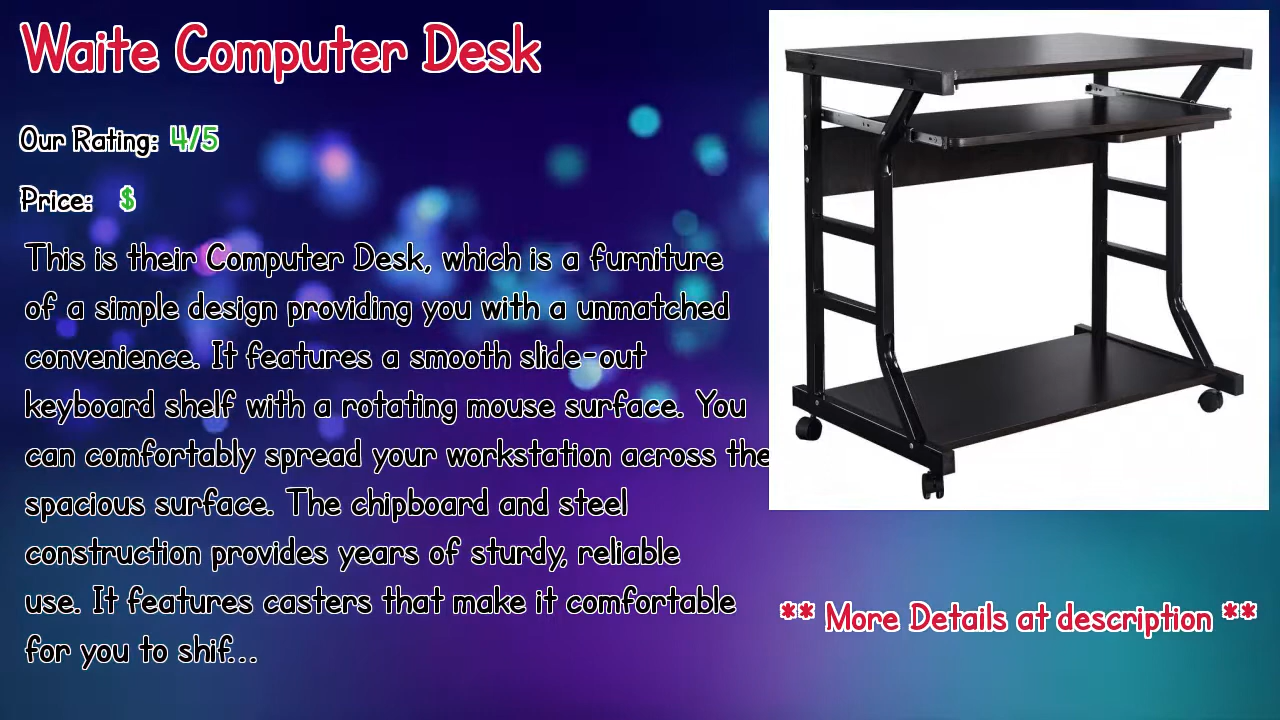 Waite Computer Desk
Our Rating: 4/5
Price: $
This is their Computer Desk, which is a furniture
of a simple design providing you with a unmatched
convenience. It features a smooth slide-out
keyboard shelf with a rotating mouse surface. You
can comfortably spread your workstation across the
spacious surface. The chipboard and steel
construction provides years of sturdy, reliable
use. It features casters that make it comfortable
for you to shif...
** More Details at description **